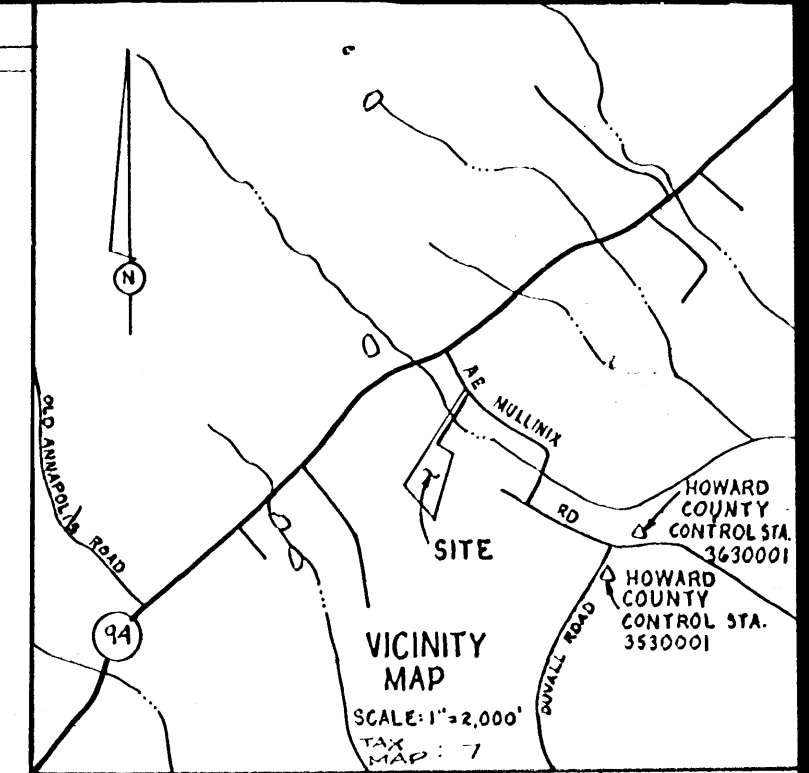 N
AE MULLINIX
RD
OLD ANNAPOLIS ROAD
HOWARD
COUNTY
CONTROL STA.
3630001
SITE
HOWARD
COUNTY
CONTROL STA.
3530001
94
DUVALL ROAD
VICINITY
MAP
SCALE: 1"=2,000'
TAX
MAP: 7